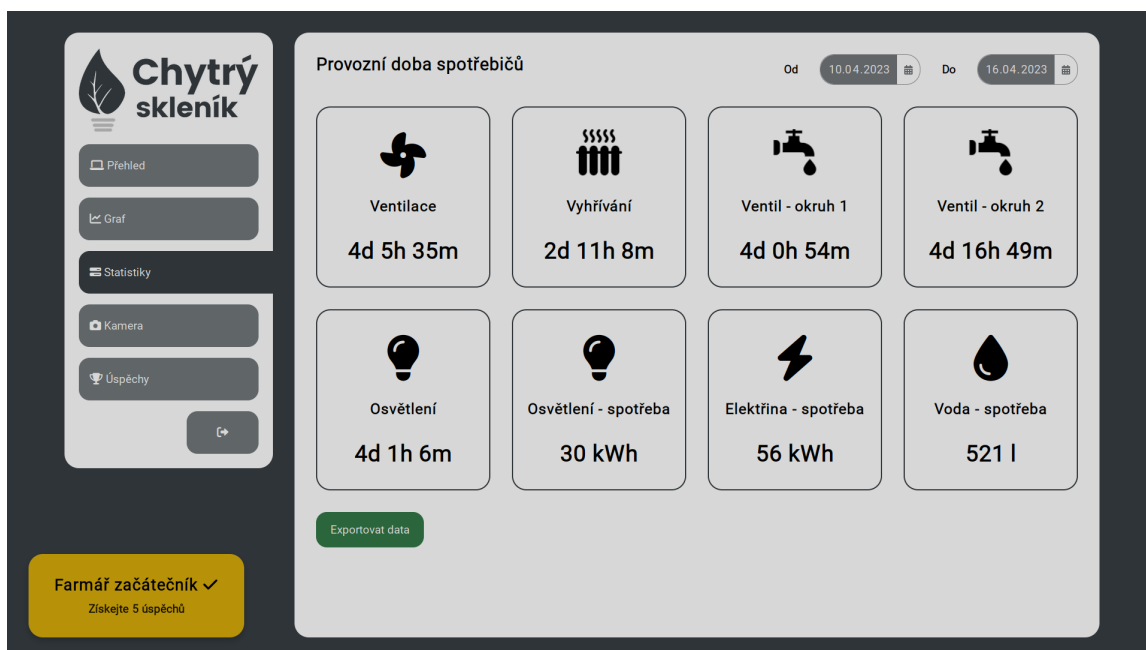 Chytrý
skleník
Přehled
Graf
Statistiky
Kamera
Úspěchy
Provozní doba spotřebičů
Od 10.04.2023 Do 16.04.2023
Ventilace
4d 5h 35m
Vyhřívání
2d 11h 8m
Ventil - okruh 1
4d 0h 54m
Ventil - okruh 2
4d 16h 49m
Osvětlení
4d 1h 6m
Osvětlení - spotřeba
30 kWh
Elektřina - spotřeba
56 kWh
Voda - spotřeba
521 l
Exportovat data
Farmář začátečník
Získejte 5 úspěchů